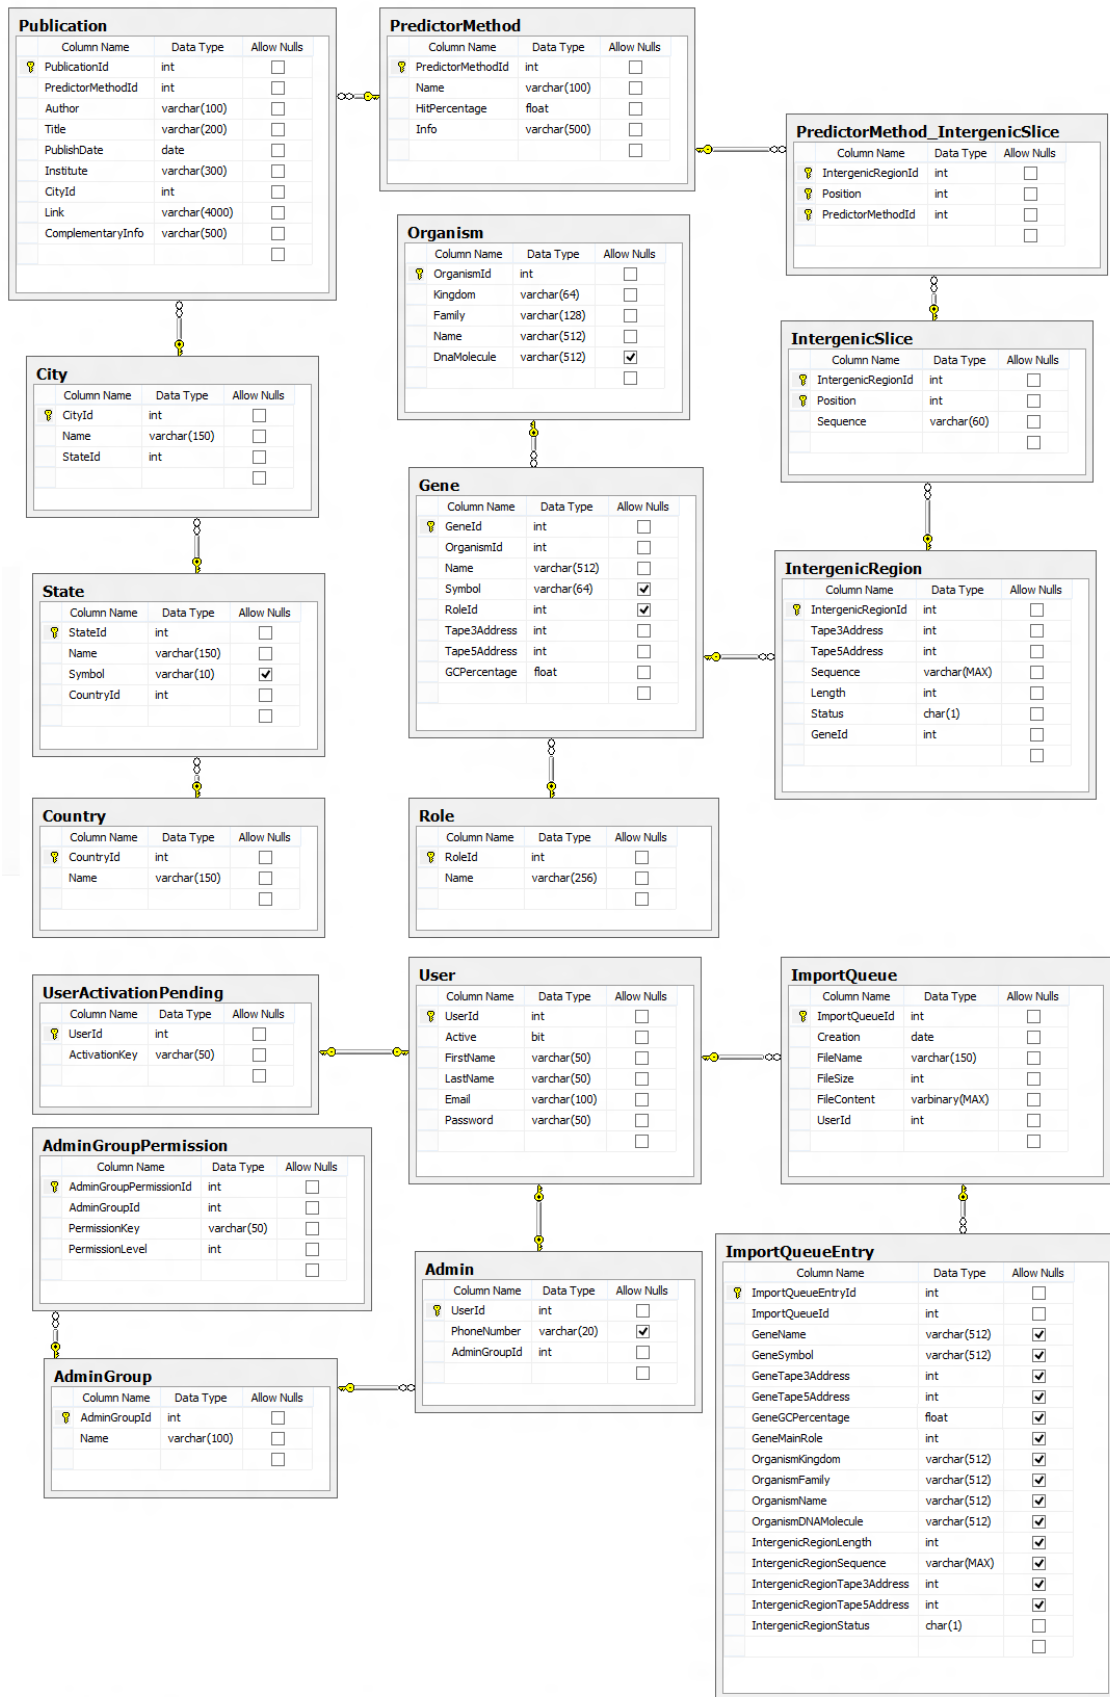 Publication
Column Name Data Type Allow Nulls
PublicationId int
PredictorMethodId int
Author varchar(100)
Title varchar(200)
PublishDate date
Institute varchar(300)
CityId int
Link varchar(4000)
ComplementaryInfo varchar(500)
PredictorMethod
Column Name Data Type Allow Nulls
PredictorMethodId int
Name varchar(100)
HitPercentage float
Info varchar(500)
PredictorMethod_IntergenicSlice
Column Name Data Type Allow Nulls
IntergenicRegionId int
Position int
PredictorMethodId int
Organism
Column Name Data Type Allow Nulls
OrganismId int
Kingdom varchar(64)
Family varchar(128)
Name varchar(512)
DnaMolecule varchar(512)
IntergenicSlice
Column Name Data Type Allow Nulls
IntergenicRegionId int
Position int
Sequence varchar(60)
City
Column Name Data Type Allow Nulls
CityId int
Name varchar(150)
StateId int
Gene
Column Name Data Type Allow Nulls
GeneId int
OrganismId int
Name varchar(512)
Symbol varchar(64)
RoleId int
Tape3Address int
Tape5Address int
GCPercentage float
IntergenicRegion
Column Name Data Type Allow Nulls
IntergenicRegionId int
Tape3Address int
Tape5Address int
Sequence varchar(MAX)
Length int
Status char(1)
GeneId int
State
Column Name Data Type Allow Nulls
StateId int
Name varchar(150)
Symbol varchar(10)
CountryId int
Country
Column Name Data Type Allow Nulls
CountryId int
Name varchar(150)
Role
Column Name Data Type Allow Nulls
RoleId int
Name varchar(256)
UserActivationPending
Column Name Data Type Allow Nulls
UserId int
ActivationKey varchar(50)
User
Column Name Data Type Allow Nulls
UserId int
Active bit
FirstName varchar(50)
LastName varchar(50)
Email varchar(100)
Password varchar(50)
ImportQueue
Column Name Data Type Allow Nulls
ImportQueueId int
Creation date
FileName varchar(150)
FileSize int
FileContent varbinary(MAX)
UserId int
AdminGroupPermission
Column Name Data Type Allow Nulls
AdminGroupPermissionId int
AdminGroupId int
PermissionKey varchar(50)
PermissionLevel int
Admin
Column Name Data Type Allow Nulls
UserId int
PhoneNumber varchar(20)
AdminGroupId int
AdminGroup
Column Name Data Type Allow Nulls
AdminGroupId int
Name varchar(100)
ImportQueueEntry
Column Name Data Type Allow Nulls
ImportQueueEntryId int
ImportQueueId int
GeneName varchar(512)
GeneSymbol varchar(512)
GeneTape3Address int
GeneTape5Address int
GeneGCPercentage float
GeneMainRole int
OrganismKingdom varchar(512)
OrganismFamily varchar(512)
OrganismName varchar(512)
OrganismDNAMolecule varchar(512)
IntergenicRegionLength int
IntergenicRegionSequence varchar(MAX)
IntergenicRegionTape3Address int
IntergenicRegionTape5Address int
IntergenicRegionStatus char(1)